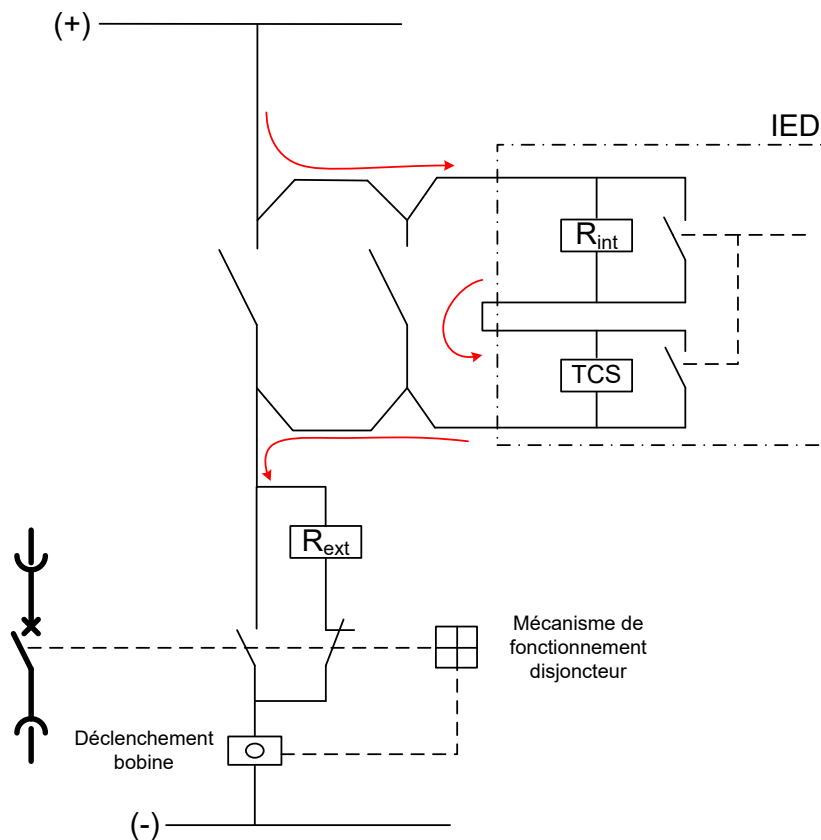 (+)
IED
Rint
TCS
Rext
Mécanisme de
fonctionnement
disjoncteur
Déclenchement
bobine
(-)